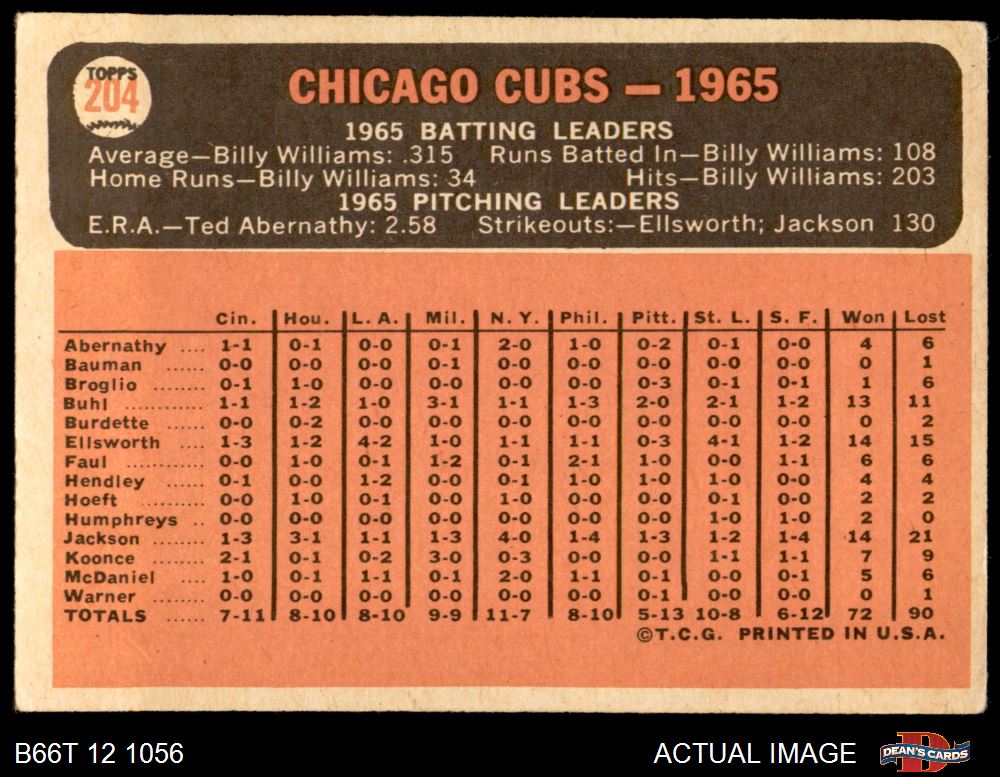 TOPPS
204
CHICAGO CUBS — 1965
1965 BATTING LEADERS
Average—Billy Williams: .315 Runs Batted In—Billy Williams: 108
Home Runs—Billy Williams: 34 Hits—Billy Williams: 203
1965 PITCHING LEADERS
E.R.A.—Ted Abernathy: 2.58 Strikeouts:—Ellsworth; Jackson 130
Cin. Hou. L. A. Mil. N. Y. Phil. Pitt. St. L. S. F. Won Lost
Abernathy .... 1-1 0-1 0-0 0-1 2-0 1-0 0-2 0-1 0-0 4 6
Bauman ...... 0-0 0-0 0-0 0-1 0-0 0-0 0-0 0-0 0-0 0 1
Broglio ....... 0-1 1-0 0-0 0-0 0-0 0-0 0-3 0-1 0-1 1 6
Buhl ............ 1-1 1-2 1-0 3-1 1-1 1-3 2-0 2-1 1-2 13 11
Burdette ...... 0-0 0-2 0-0 0-0 0-0 0-0 0-0 0-0 0-0 0 2
Ellsworth .... 1-3 1-2 4-2 1-0 1-1 1-1 0-3 4-1 1-2 14 15
Faul ............ 0-0 1-0 0-1 1-2 0-1 2-1 1-0 0-0 1-1 6 6
Hendley ...... 0-1 0-0 1-2 0-0 0-1 1-0 1-0 1-0 0-0 4 4
Hoeft .......... 0-0 1-0 0-1 0-0 1-0 0-0 0-0 0-1 0-0 2 2
Humphreys .. 0-0 0-0 0-0 0-0 0-0 0-0 0-0 1-0 1-0 2 0
Jackson ........ 1-3 3-1 1-1 1-3 4-0 1-4 1-3 1-2 1-4 14 21
Koonce ........ 2-1 0-1 0-2 3-0 0-3 0-0 0-0 1-1 1-1 7 9
McDaniel .... 1-0 0-1 1-1 0-1 2-0 1-1 0-1 0-0 0-1 5 6
Warner ........ 0-0 0-0 0-0 0-0 0-0 0-0 0-1 0-0 0-0 0 1
TOTALS ...... 7-11 8-10 8-10 9-9 11-7 8-10 5-13 10-8 6-12 72 90
©T.C.G. PRINTED IN U.S.A.
B66T 12 1056 ACTUAL IMAGE DEAN'S CARDS